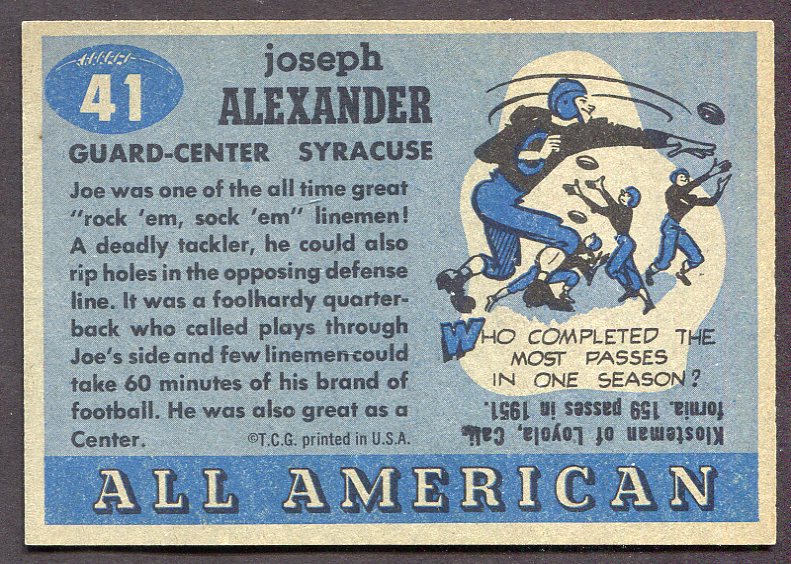 41
joseph
ALEXANDER
GUARD-CENTER SYRACUSE
Joe was one of the all time great
"rock 'em, sock 'em" linemen!
A deadly tackler, he could also
rip holes in the opposing defense
line. It was a foolhardy quarter-
back who called plays through
Joe's side and few linemen could
take 60 minutes of his brand of
football. He was also great as a
Center.
©T.C.G. printed in U.S.A.
C
WHO COMPLETED THE
MOST PASSES
IN ONE SEASON?
Klosteman of Loyola, Cali-
fornia. 159 passes in 1951.
ALL AMERICAN